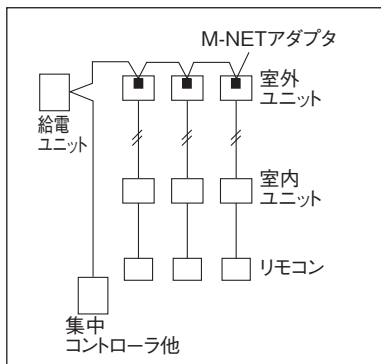 M-NETアダプタ
室外
ユニット
給電
ユニット
室内
ユニット
リモコン
集中
コントローラ他